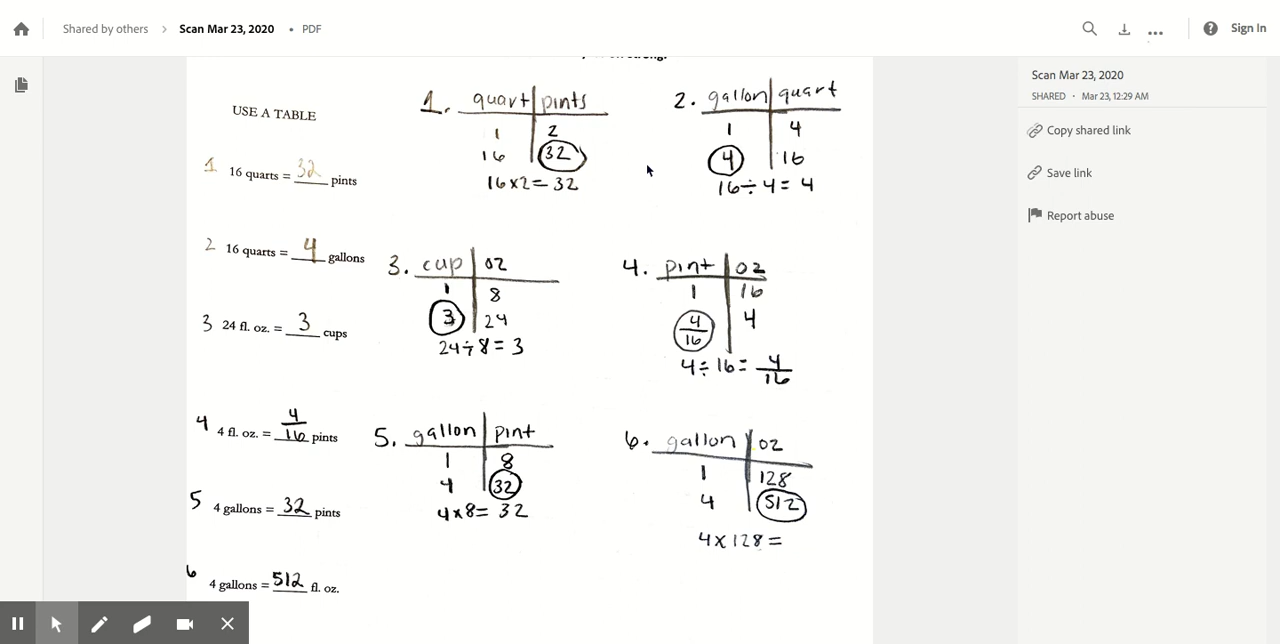 Shared by others > Scan Mar 23, 2020 • PDF
Sign In
Scan Mar 23, 2020
SHARED • Mar 23, 12:29 AM
Copy shared link
Save link
Report abuse
USE A TABLE
1 16 quarts = 32 pints
2 16 quarts = 4 gallons
3 24 fl. oz. = 3 cups
4 4 fl. oz. = 4/16 pints
5 4 gallons = 32 pints
6 4 gallons = 512 fl. oz.
1. quart | pints
1 | 2
16 | 32
16 x 2 = 32
2. gallon | quart
1 | 4
4 | 16
16 ÷ 4 = 4
3. cup | oz
1 | 8
3 | 24
24 ÷ 8 = 3
4. pint | oz
1 | 16
4/16 | 4
4 ÷ 16 = 4/16
5. gallon | pint
1 | 8
4 | 32
4 x 8 = 32
6. gallon | oz
1 | 128
4 | 512
4 x 128 =